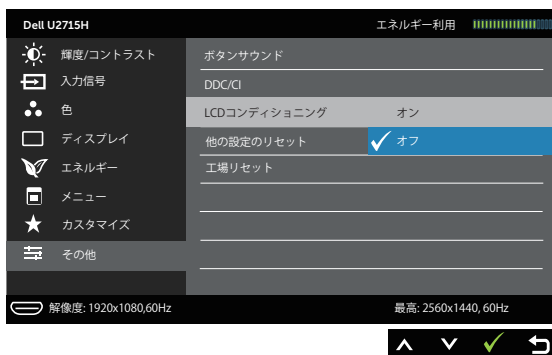 Dell U2715H
エネルギー利用
輝度/コントラスト
ボタンサウンド
入力信号
DDC/CI
色
LCDコンディショニング
オン
ディスプレイ
他の設定のリセット
オフ
エネルギー
工場リセット
メニュー
カスタマイズ
その他
解像度: 1920x1080,60Hz
最高: 2560x1440, 60Hz